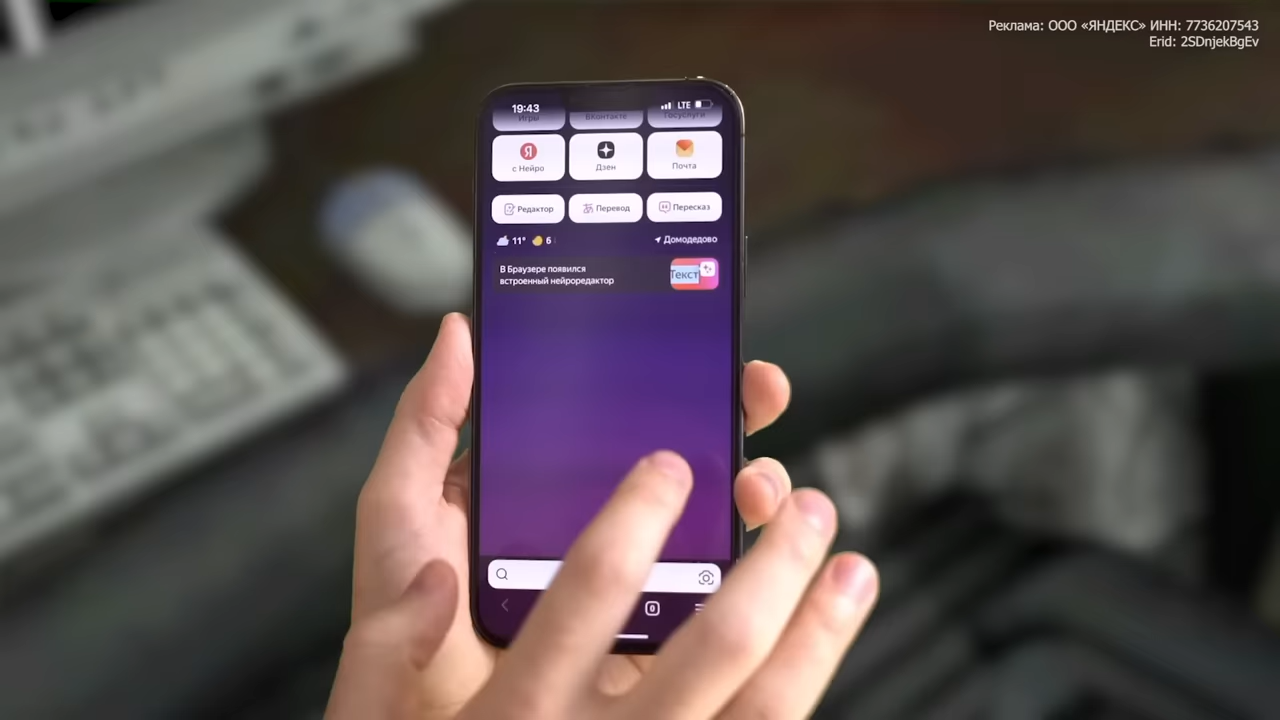 Реклама: ООО «ЯНДЕКС» ИНН: 7736207543
Erid: 2SDnjekBgEv
19:43 LTE
Игры ВКонтакте Госуслуги
Я
с Нейро Дзен Почта
Редактор Перевод Пересказ
11° 6 Домодедово
В Браузере появился
встроенный нейроредактор
Текст
0